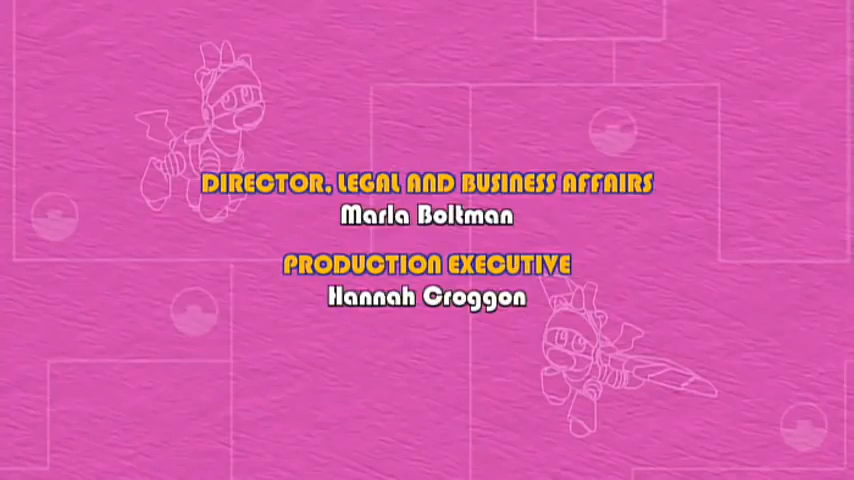 DIRECTOR, LEGAL AND BUSINESS AFFAIRS
Marla Boltman
PRODUCTION EXECUTIVE
Hannah Croggon